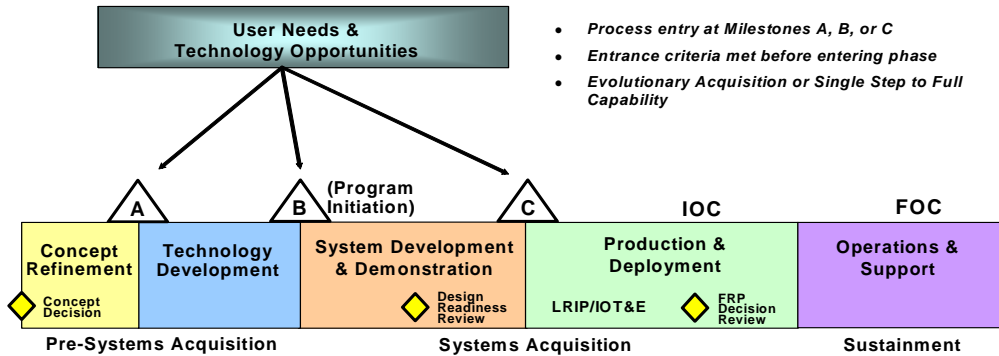 User Needs &
Technology Opportunities
• Process entry at Milestones A, B, or C
• Entrance criteria met before entering phase
• Evolutionary Acquisition or Single Step to Full
Capability
A
B
(Program
Initiation)
C
IOC
FOC
Concept
Refinement
Technology
Development
System Development
& Demonstration
Production &
Deployment
Operations &
Support
Concept
Decision
Design
Readiness
Review
LRIP/IOT&E
FRP
Decision
Review
Pre-Systems Acquisition
Systems Acquisition
Sustainment